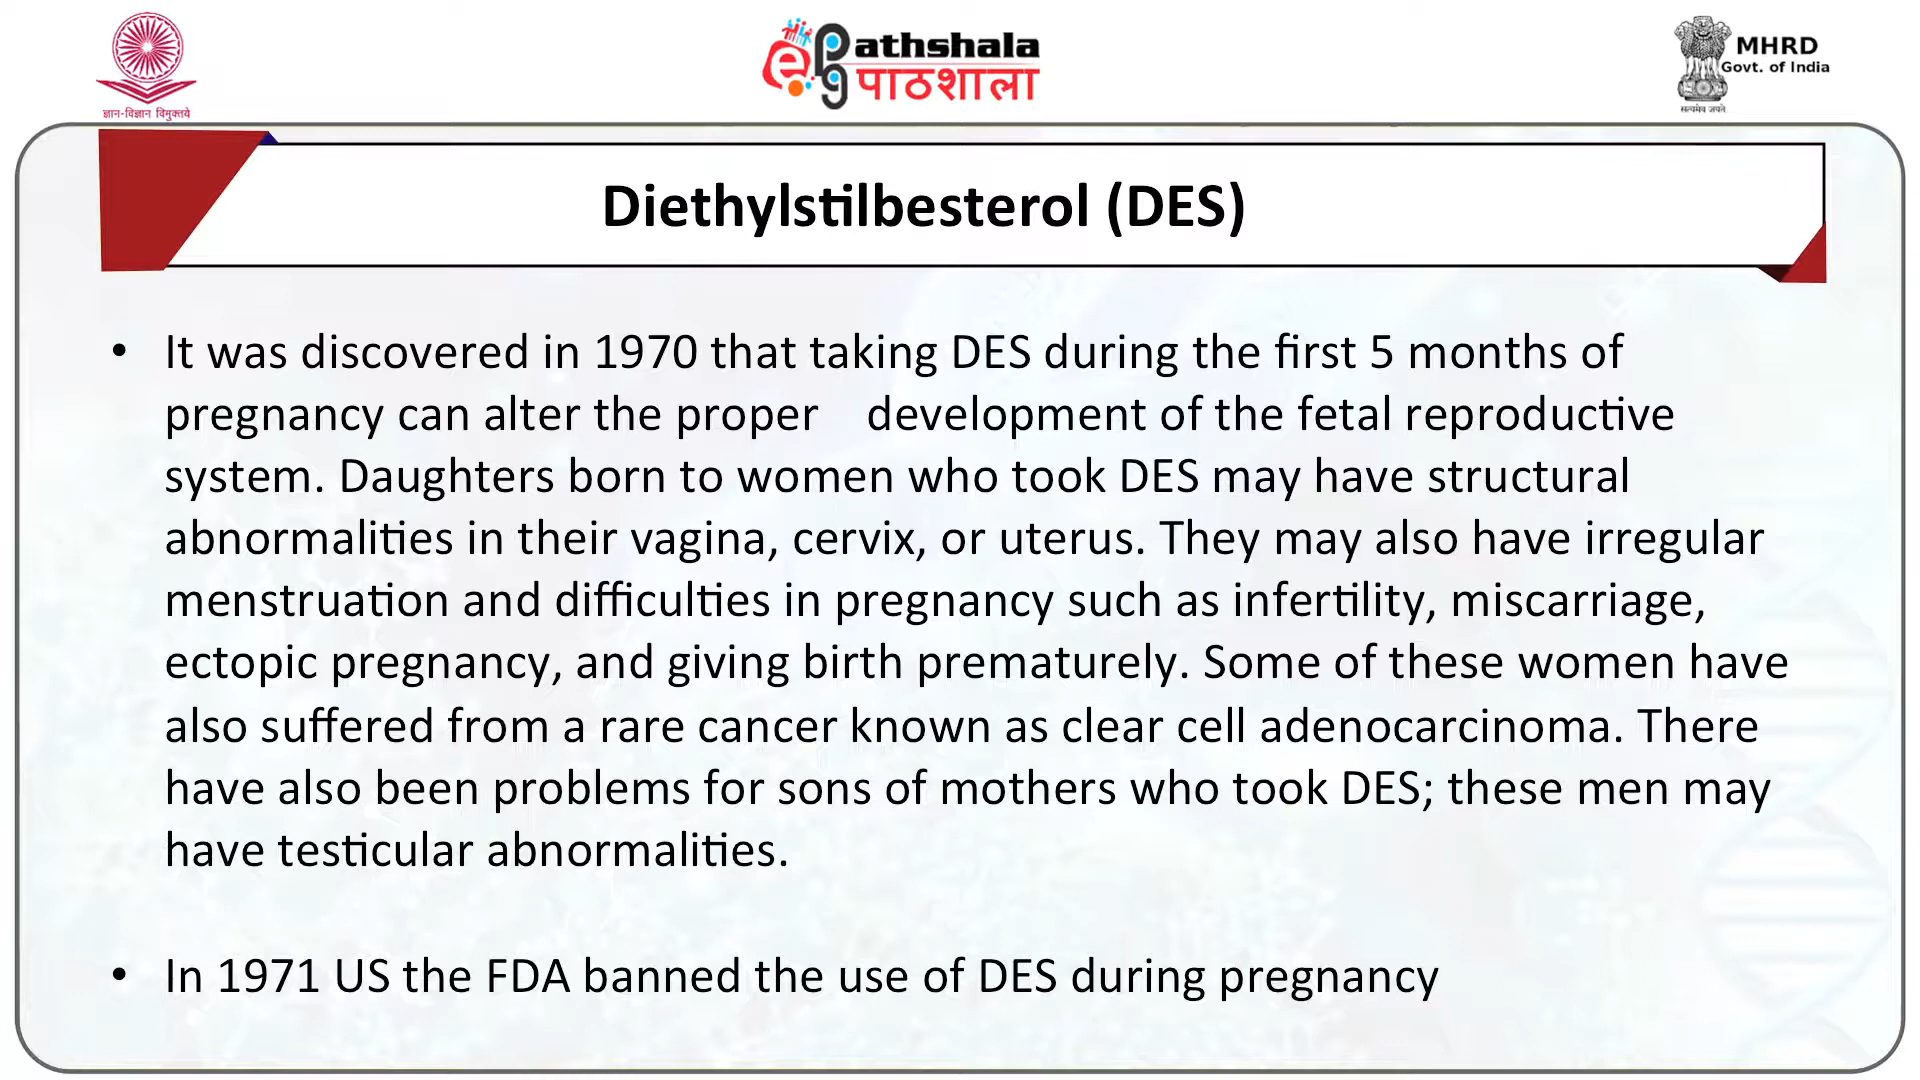 ज्ञान-विज्ञान विमुक्तये
ePGpathshala
पाठशाला
MHRD
Govt. of India
सत्यमेव जयते
Diethylstilbesterol (DES)
• It was discovered in 1970 that taking DES during the first 5 months of
pregnancy can alter the proper development of the fetal reproductive
system. Daughters born to women who took DES may have structural
abnormalities in their vagina, cervix, or uterus. They may also have irregular
menstruation and difficulties in pregnancy such as infertility, miscarriage,
ectopic pregnancy, and giving birth prematurely. Some of these women have
also suffered from a rare cancer known as clear cell adenocarcinoma. There
have also been problems for sons of mothers who took DES; these men may
have testicular abnormalities.
• In 1971 US the FDA banned the use of DES during pregnancy